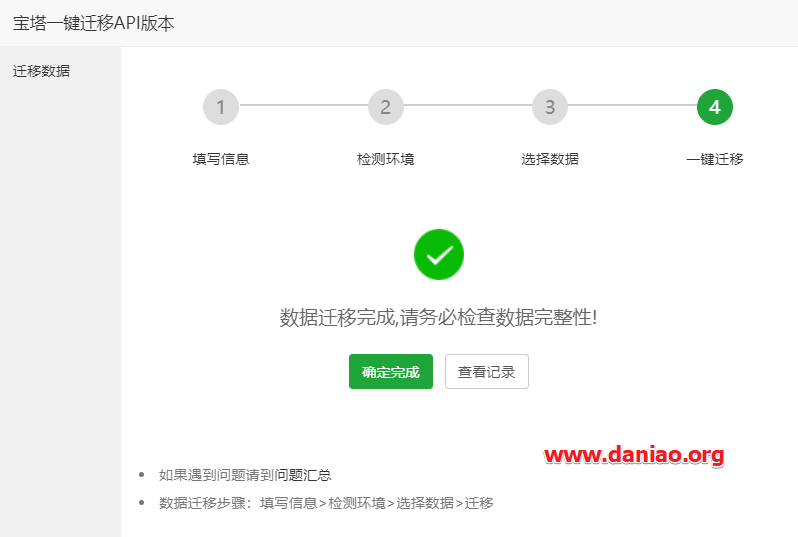 宝塔一键迁移API版本
迁移数据
1 2 3 4
填写信息 检测环境 选择数据 一键迁移
数据迁移完成,请务必检查数据完整性!
确定完成 查看记录
www.daniao.org
如果遇到问题请到问题汇总
数据迁移步骤：填写信息>检测环境>选择数据>迁移